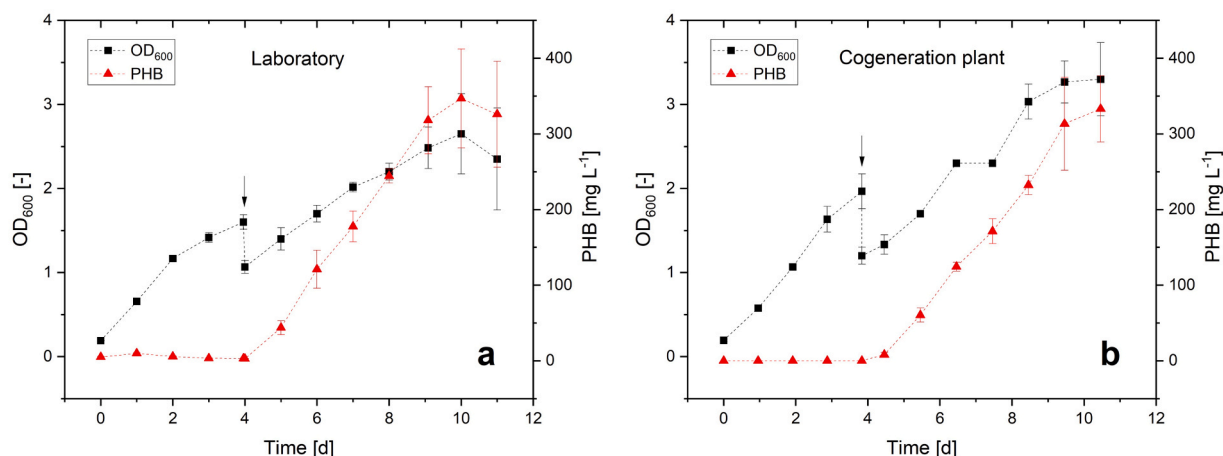 Laboratory
OD₆₀₀
PHB
OD₆₀₀ [-]
4
3
2
1
0
400
300
200
100
0
PHB [mg L⁻¹]
0 2 4 6 8 10 12
Time [d]
a
Cogeneration plant
OD₆₀₀
PHB
OD₆₀₀ [-]
4
3
2
1
0
400
300
200
100
0
PHB [mg L⁻¹]
0 2 4 6 8 10 12
Time [d]
b